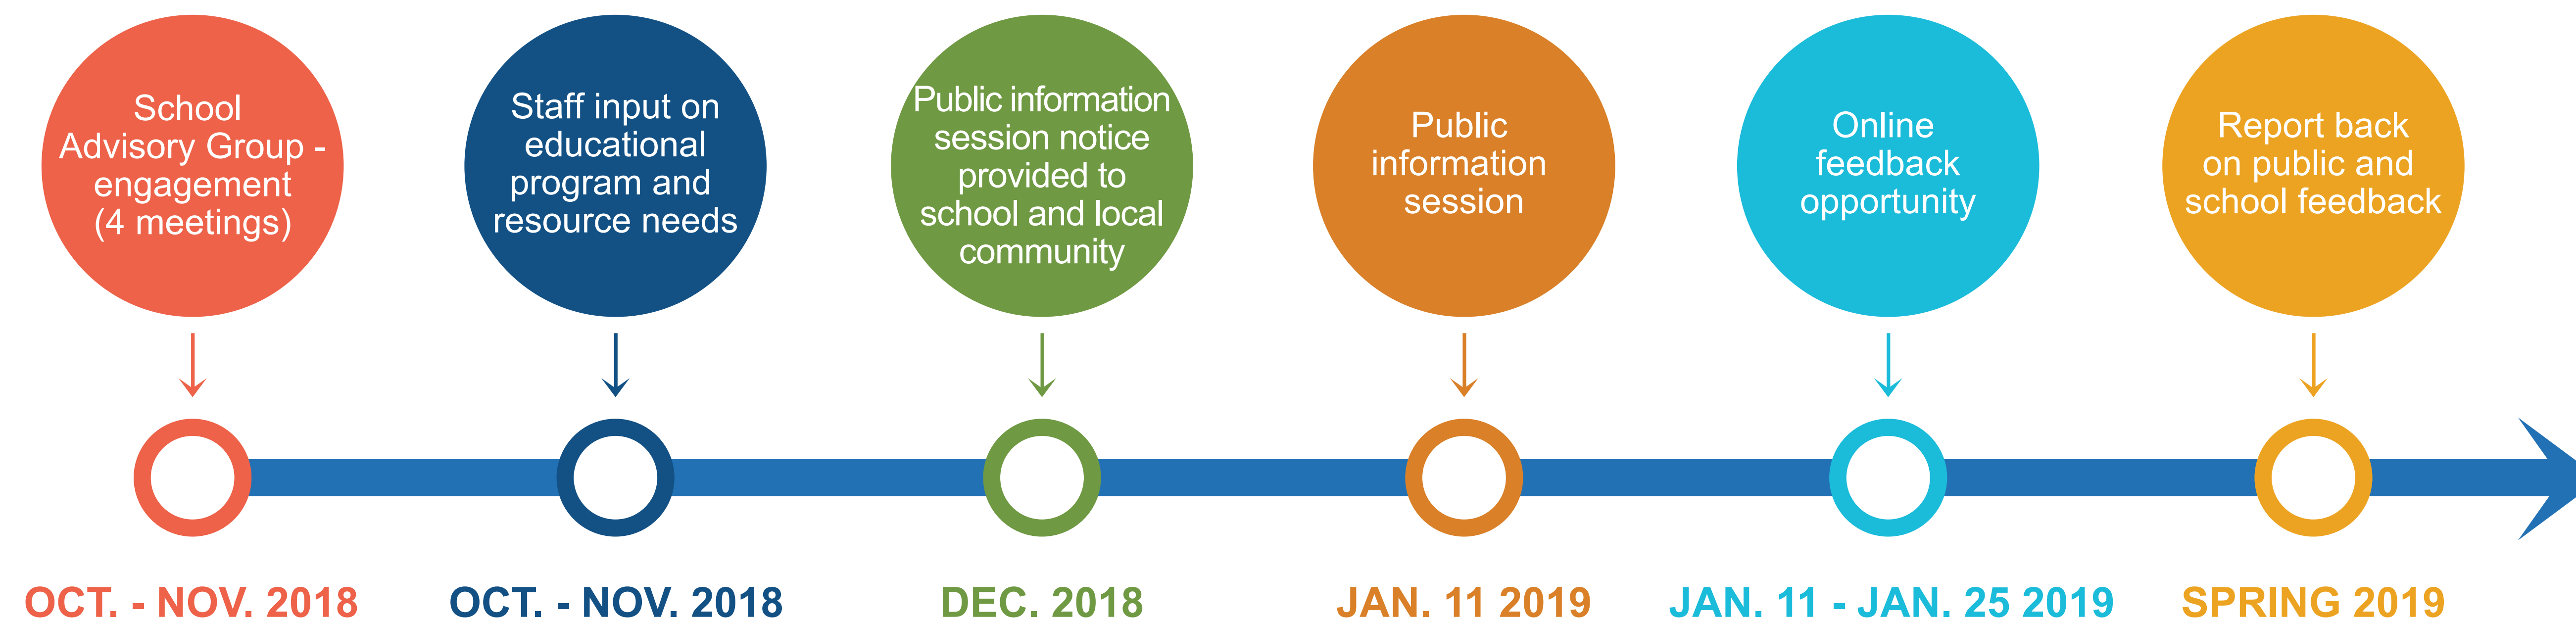 School
Advisory Group -
engagement
(4 meetings)
Staff input on
educational
program and
resource needs
Public information
session notice
provided to
school and local
community
Public
information
session
Online
feedback
opportunity
Report back
on public and
school feedback
OCT. - NOV. 2018
OCT. - NOV. 2018
DEC. 2018
JAN. 11 2019
JAN. 11 - JAN. 25 2019
SPRING 2019